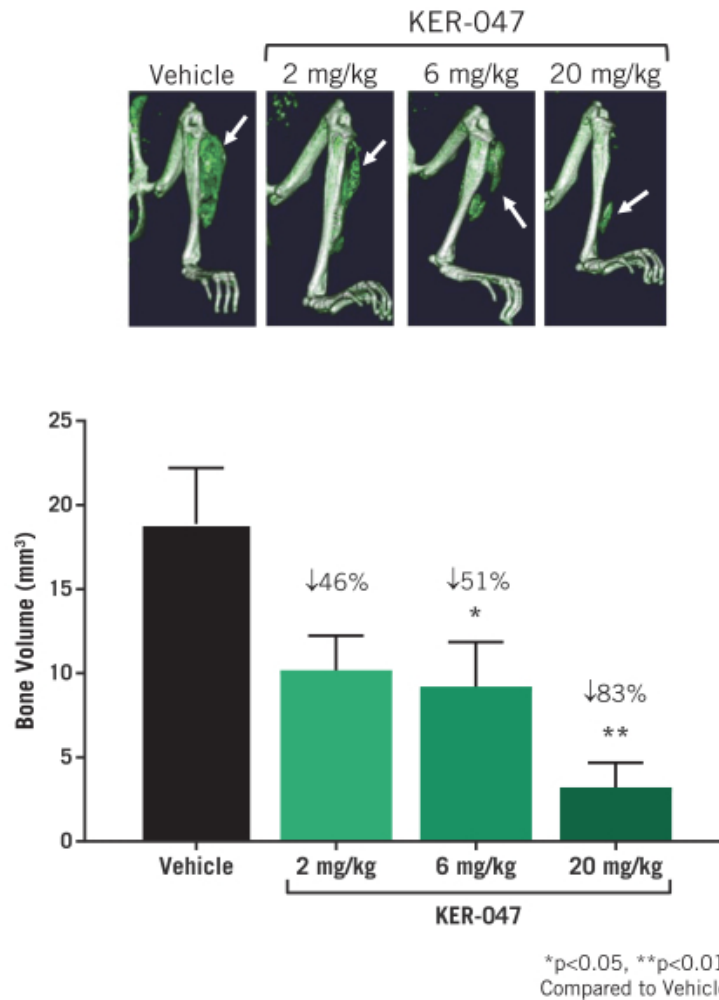 KER-047
Vehicle 2 mg/kg 6 mg/kg 20 mg/kg
25
20
15
10
5
0
Bone Volume (mm³)
↓46%
↓51%
*
↓83%
**
Vehicle 2 mg/kg 6 mg/kg 20 mg/kg
KER-047
*p<0.05, **p<0.01
Compared to Vehicle